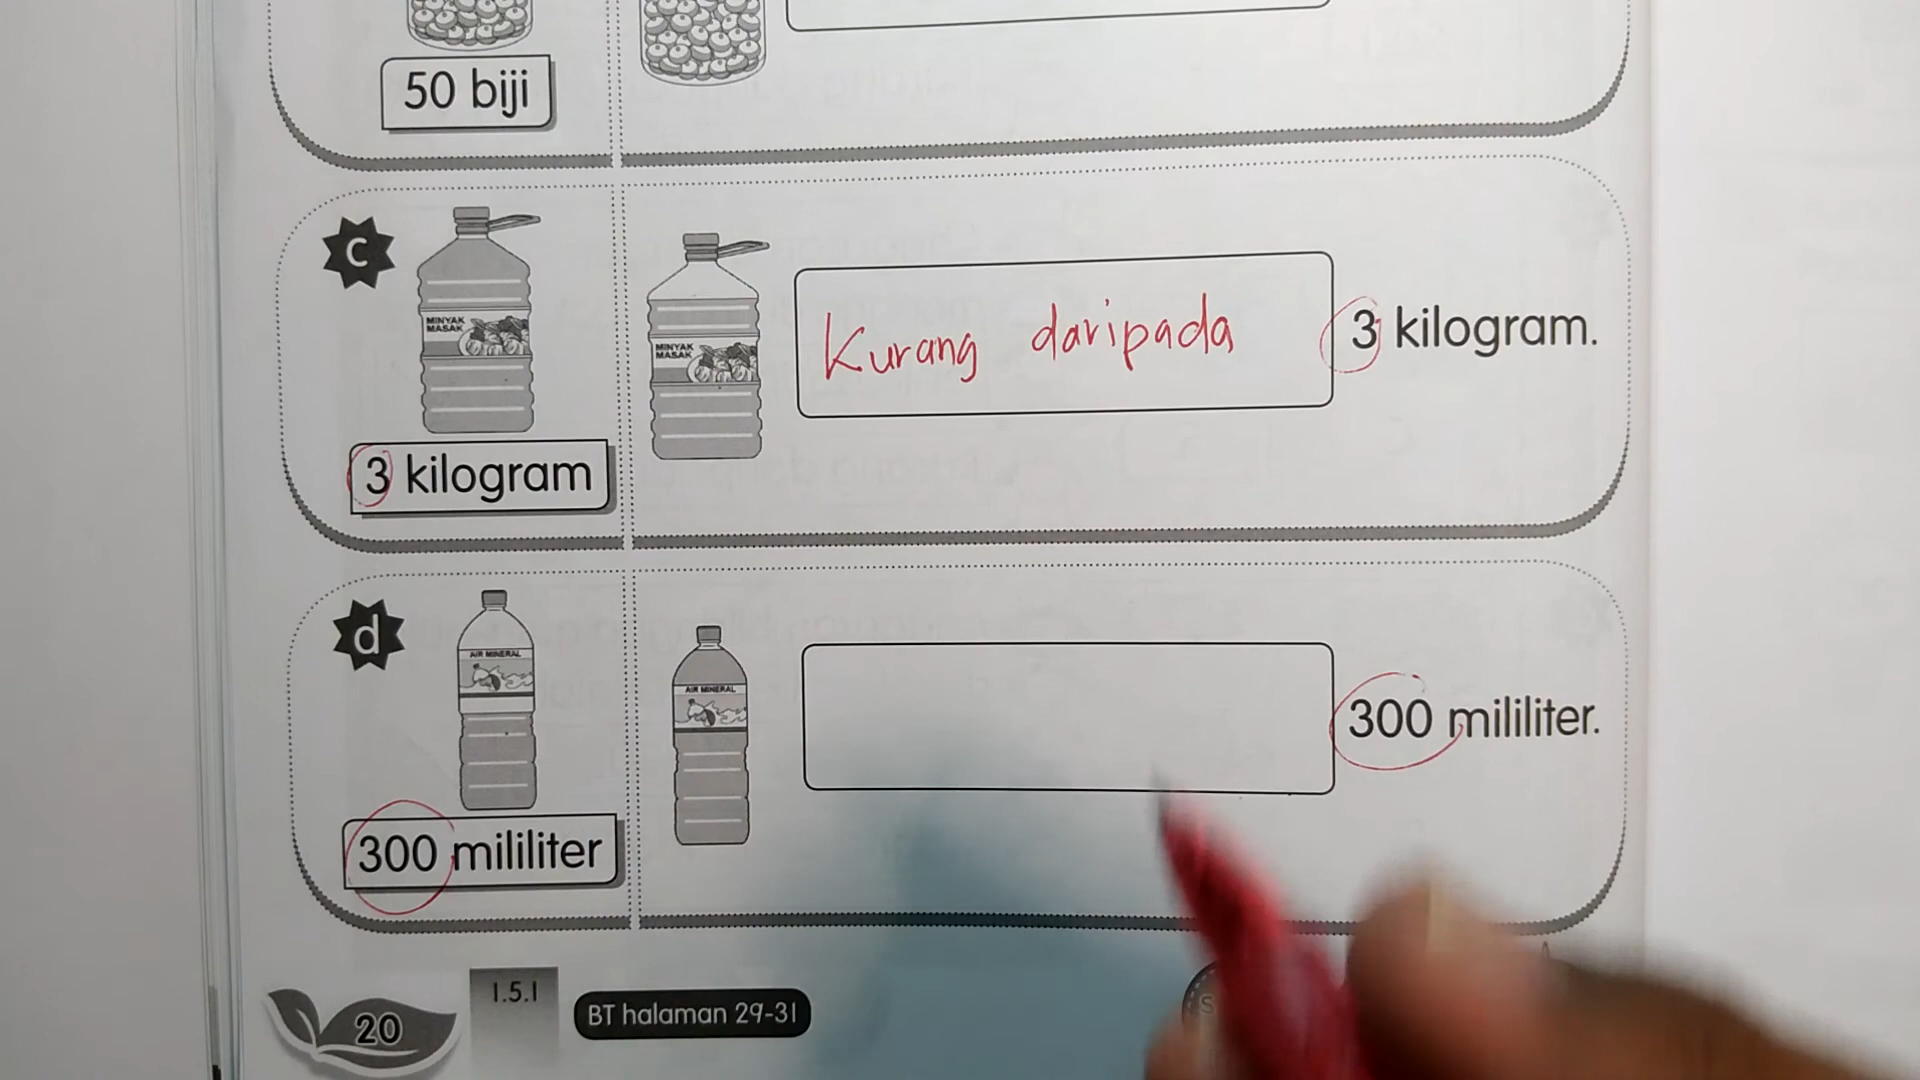 50 biji
c
MINYAK
MASAK
MINYAK
MASAK
Kurang daripada
3 kilogram.
3 kilogram
d
AIR MINERAL
AIR MINERAL
300 mililiter.
300 mililiter
20
1.5.1
BT halaman 29-31